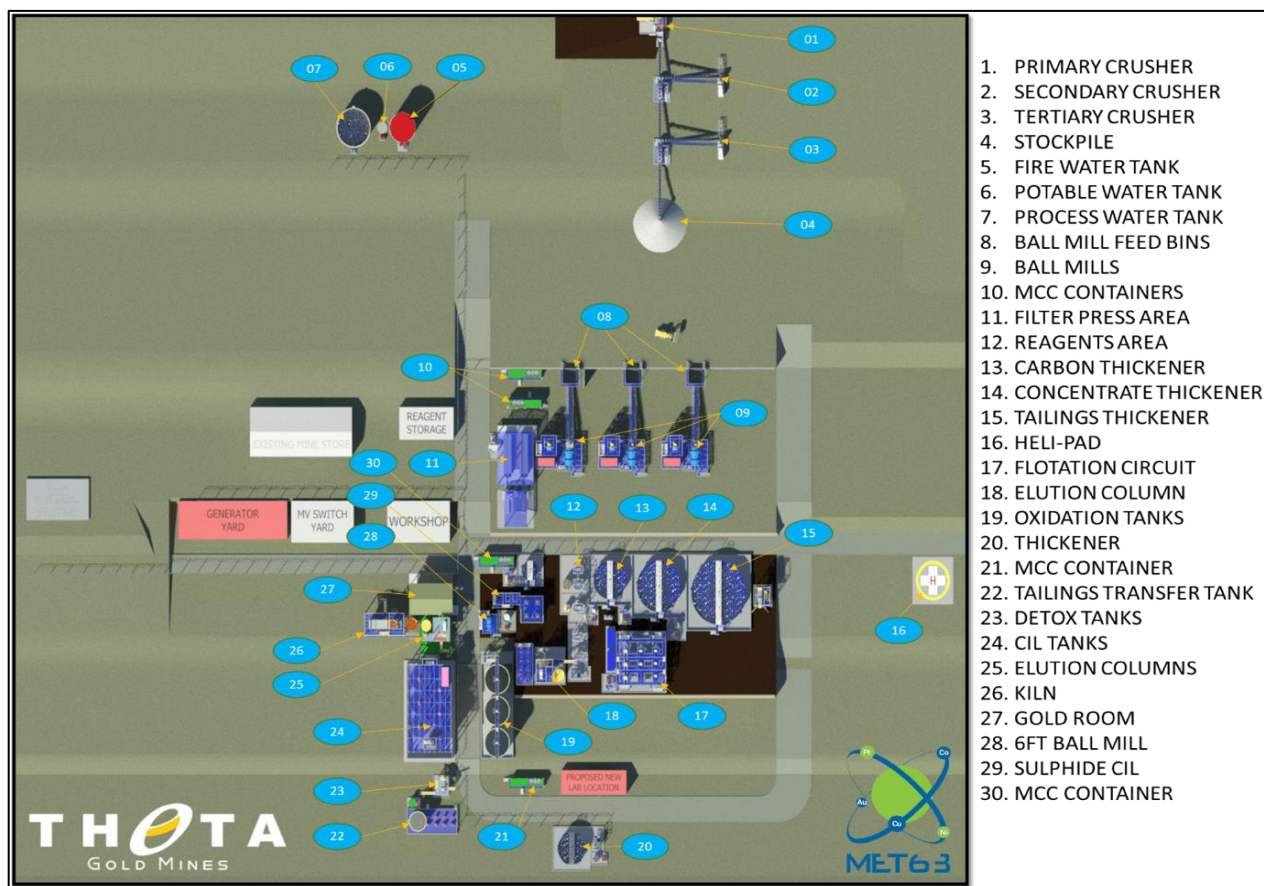 01
07
06
05
02
03
04
08
10
09
REAGENT
STORAGE
EXISTING MINE STORE
30
11
29
12
13
14
15
GENERATOR
YARD
MV SWITCH
YARD
WORKSHOP
28
27
H
16
26
25
24
18
17
19
23
PROPOSED NEW
LAB LOCATION
22
21
20
THETA
GOLD MINES
Pt
Co
Au
Cu
Ni
MET63
1. PRIMARY CRUSHER
2. SECONDARY CRUSHER
3. TERTIARY CRUSHER
4. STOCKPILE
5. FIRE WATER TANK
6. POTABLE WATER TANK
7. PROCESS WATER TANK
8. BALL MILL FEED BINS
9. BALL MILLS
10. MCC CONTAINERS
11. FILTER PRESS AREA
12. REAGENTS AREA
13. CARBON THICKENER
14. CONCENTRATE THICKENER
15. TAILINGS THICKENER
16. HELI-PAD
17. FLOTATION CIRCUIT
18. ELUTION COLUMN
19. OXIDATION TANKS
20. THICKENER
21. MCC CONTAINER
22. TAILINGS TRANSFER TANK
23. DETOX TANKS
24. CIL TANKS
25. ELUTION COLUMNS
26. KILN
27. GOLD ROOM
28. 6FT BALL MILL
29. SULPHIDE CIL
30. MCC CONTAINER